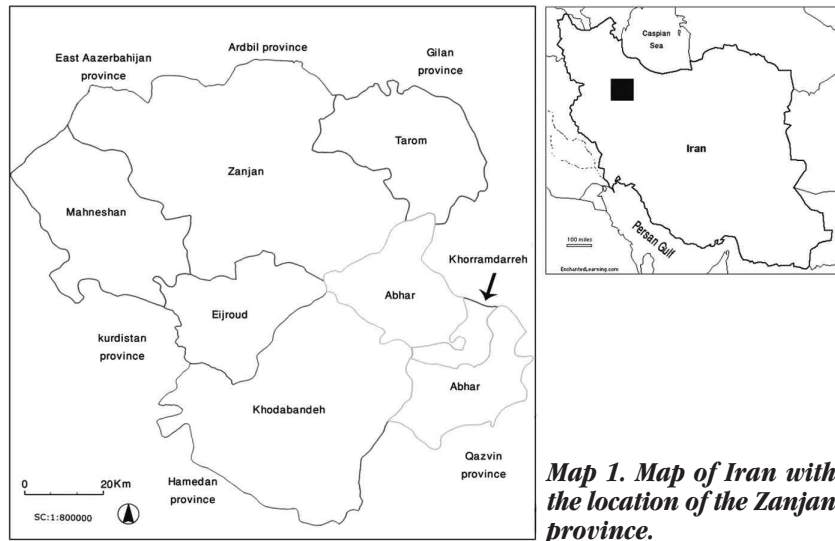 Ardbil province
East Aazerbahijan
province
Gilan
province
Tarom
Zanjan
Mahneshan
Khorramdarreh
Abhar
Eijroud
kurdistan
province
Abhar
Khodabandeh
Qazvin
province
Hamedan
province
0 20Km
SC:1:800000
Caspian
Sea
Iran
Persan Gulf
100 miles
EnchantedLearning.com
Map 1. Map of Iran with
the location of the Zanjan
province.